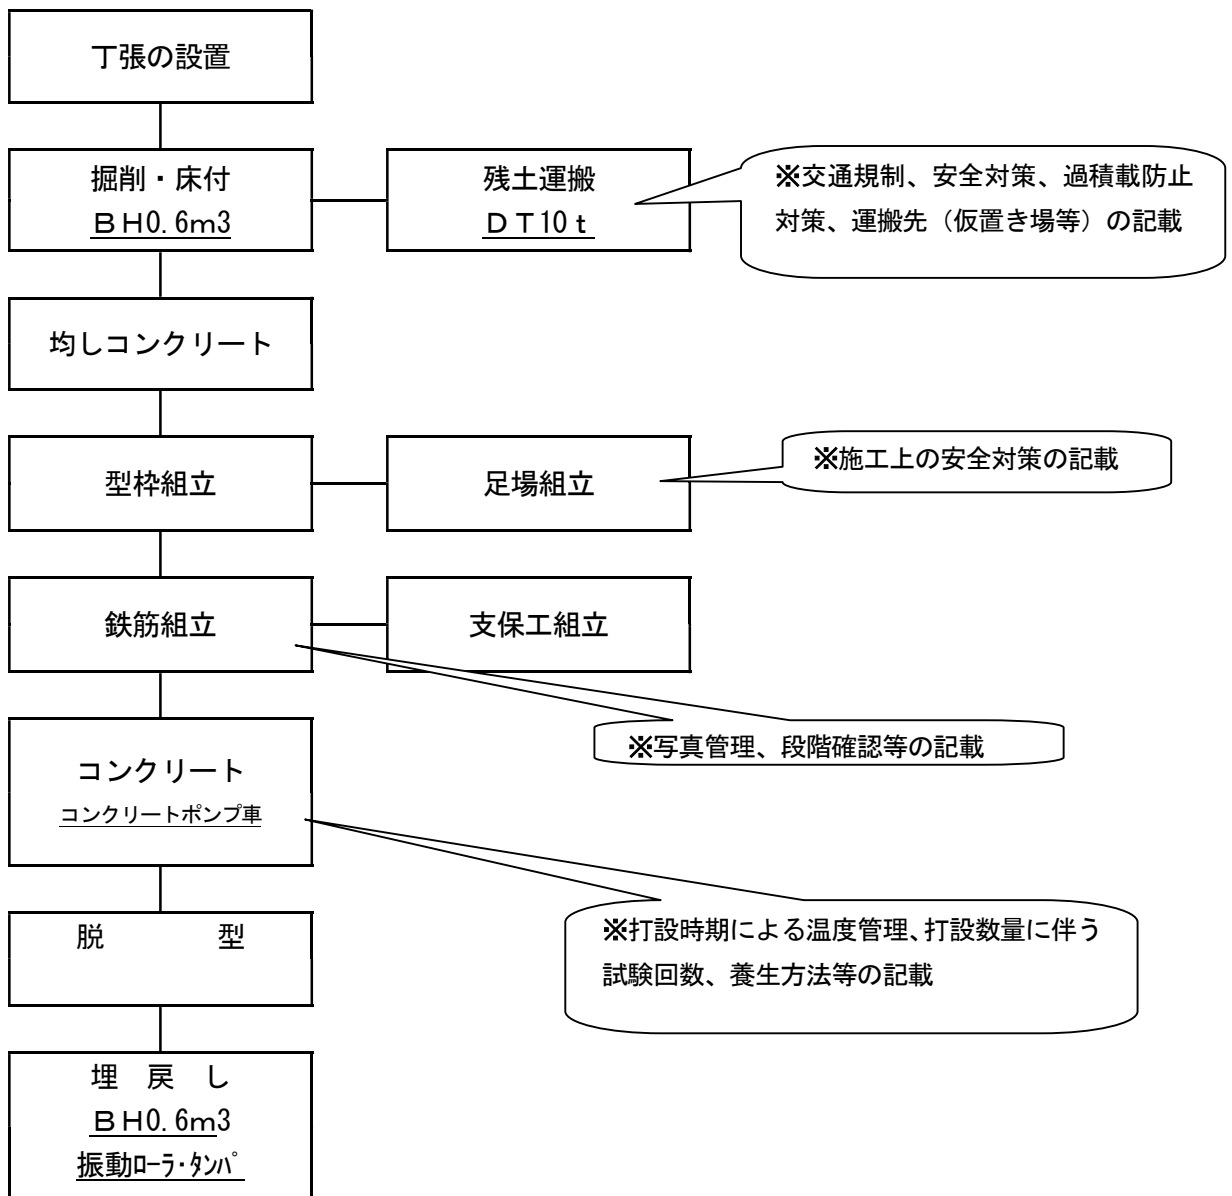 丁張の設置
掘削・床付
ＢＨ0.6ｍ3
残土運搬
ＤＴ10ｔ
※交通規制、安全対策、過積載防止
対策、運搬先（仮置き場等）の記載
均しコンクリート
型枠組立
足場組立
※施工上の安全対策の記載
鉄筋組立
支保工組立
※写真管理、段階確認等の記載
コンクリート
コンクリートポンプ車
※打設時期による温度管理、打設数量に伴う
試験回数、養生方法等の記載
脱　　　　型
埋　戻　し
ＢＨ0.6ｍ3
振動ﾛｰﾗ・ﾀﾝﾊﾟ